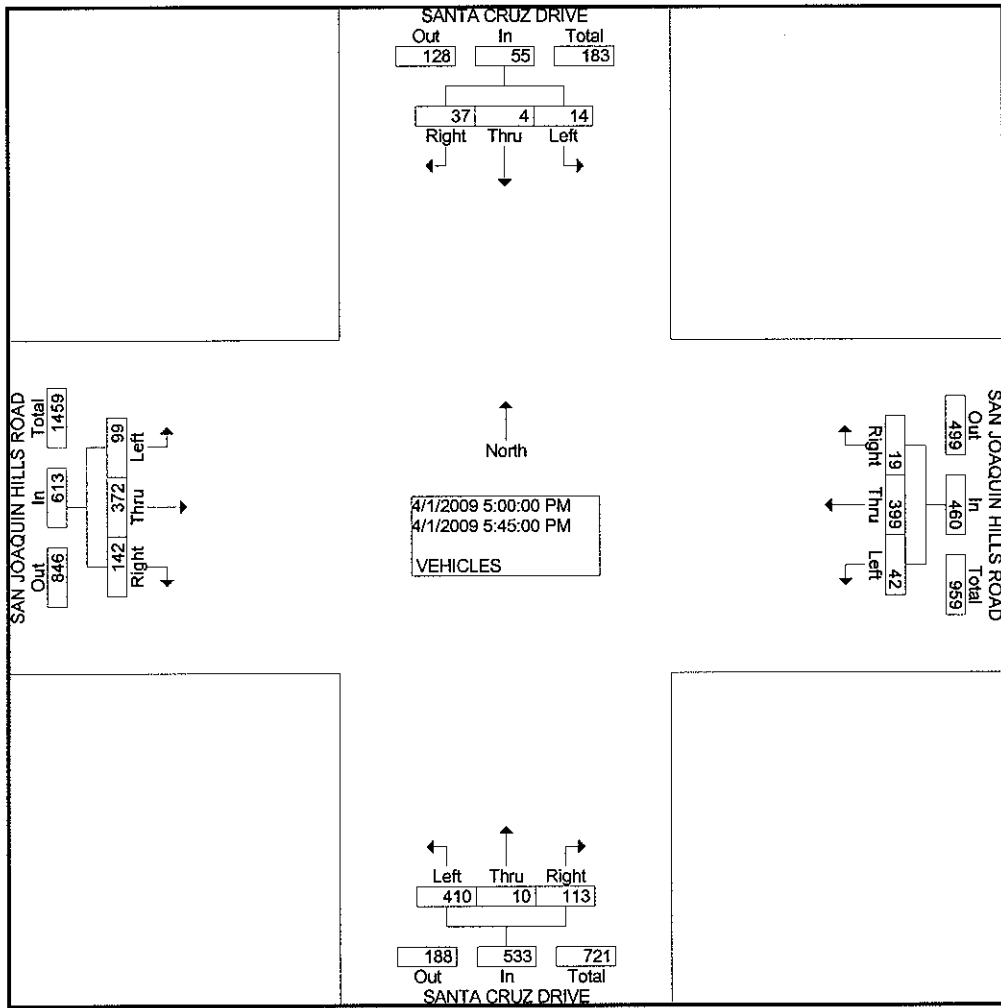 SANTA CRUZ DRIVE
Out In Total
128 55 183
37 4 14
Right Thru Left
SAN JOAQUIN HILLS ROAD
Total In Out
1459 613 846
99 372 142
Left Thru Right
North
4/1/2009 5:00:00 PM
4/1/2009 5:45:00 PM
VEHICLES
Right Thru Left
19 399 42
Out In Total
499 460 959
SAN JOAQUIN HILLS ROAD
Left Thru Right
410 10 113
188 533 721
Out In Total
SANTA CRUZ DRIVE